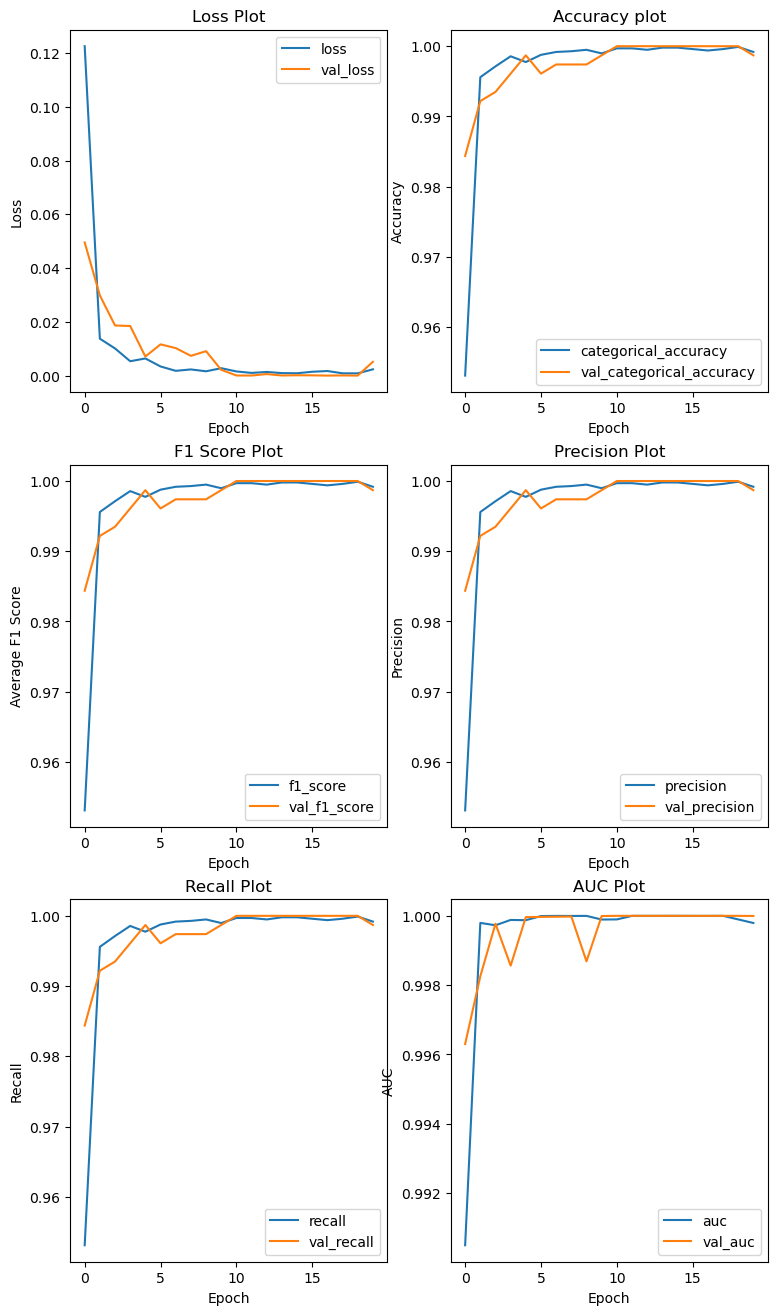 Loss Plot
0.12
0.10
0.08
0.06
0.04
0.02
0.00
Loss
loss
val_loss
0
5
10
15
Epoch
Accuracy plot
1.00
0.99
0.98
0.97
0.96
Accuracy
categorical_accuracy
val_categorical_accuracy
0
5
10
15
Epoch
F1 Score Plot
1.00
0.99
0.98
0.97
0.96
Average F1 Score
f1_score
val_f1_score
0
5
10
15
Epoch
Precision Plot
1.00
0.99
0.98
0.97
0.96
Precision
precision
val_precision
0
5
10
15
Epoch
Recall Plot
1.00
0.99
0.98
0.97
0.96
Recall
recall
val_recall
0
5
10
15
Epoch
AUC Plot
1.000
0.998
0.996
0.994
0.992
AUC
auc
val_auc
0
5
10
15
Epoch